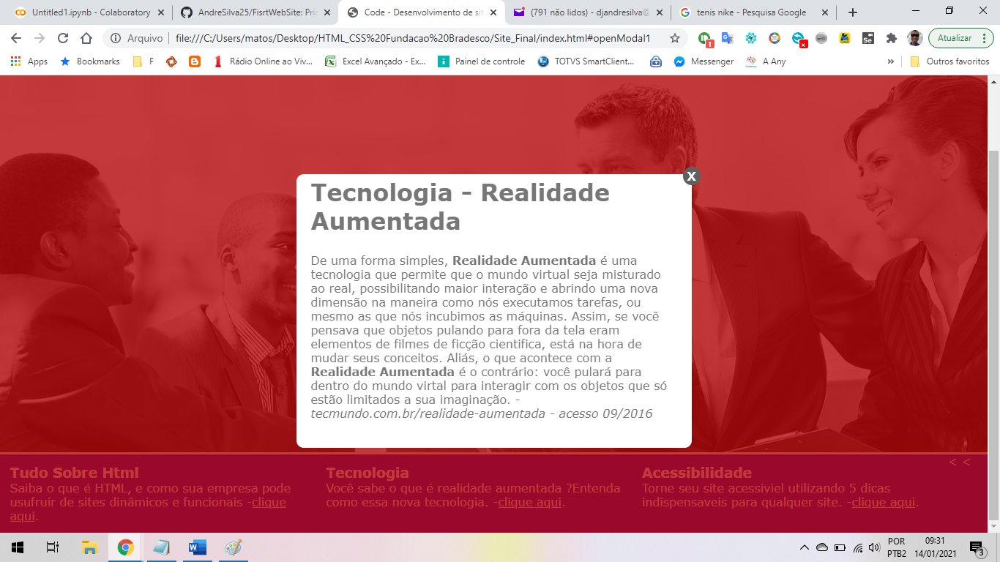 Untitled1.ipynb - Colaboratory
AndreSilva25/FisrtWebSite: Pri
Code - Desenvolvimento de sit
(791 não lidos) - djandresilva@
tenis nike - Pesquisa Google
Arquivo
file:///C:/Users/matos/Desktop/HTML_CSS%20Fundacao%20Bradesco/Site_Final/index.html#openModal1
1
Se
x
Atualizar
Apps
Bookmarks
F
1 Rádio Online ao Viv...
Excel Avançado - Ex...
Painel de controle
TOTVS SmartClient...
Messenger
A Any
»
Outros favoritos
X
Tecnologia - Realidade
Aumentada
De uma forma simples, Realidade Aumentada é uma
tecnologia que permite que o mundo virtual seja misturado
ao real, possibilitando maior interação e abrindo uma nova
dimensão na maneira como nós executamos tarefas, ou
mesmo as que nós incubimos as máquinas. Assim, se você
pensava que objetos pulando para fora da tela eram
elementos de filmes de ficção cientifica, está na hora de
mudar seus conceitos. Aliás, o que acontece com a
Realidade Aumentada é o contrário: você pulará para
dentro do mundo virtal para interagir com os objetos que só
estão limitados a sua imaginação. -
tecmundo.com.br/realidade-aumentada - acesso 09/2016
< <
Tudo Sobre Html
Saiba o que é HTML, e como sua empresa pode
usufruir de sites dinâmicos e funcionais -clique
aqui.
Tecnologia
Você sabe o que é realidade aumentada ?Entenda
como essa nova tecnologia. -clique aqui.
Acessibilidade
Torne seu site acessiviel utilizando 5 dicas
indispensaveis para qualquer site. -clique aqui.
POR
PTB2
09:31
14/01/2021
3